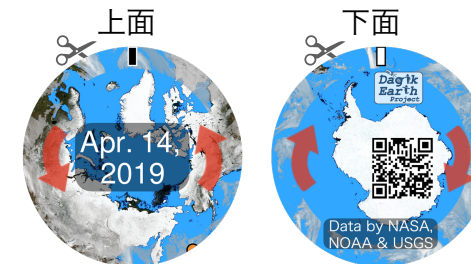 上面
下面
Apr. 14,
2019
Dagik
Earth
Project
Data by NASA,
NOAA & USGS